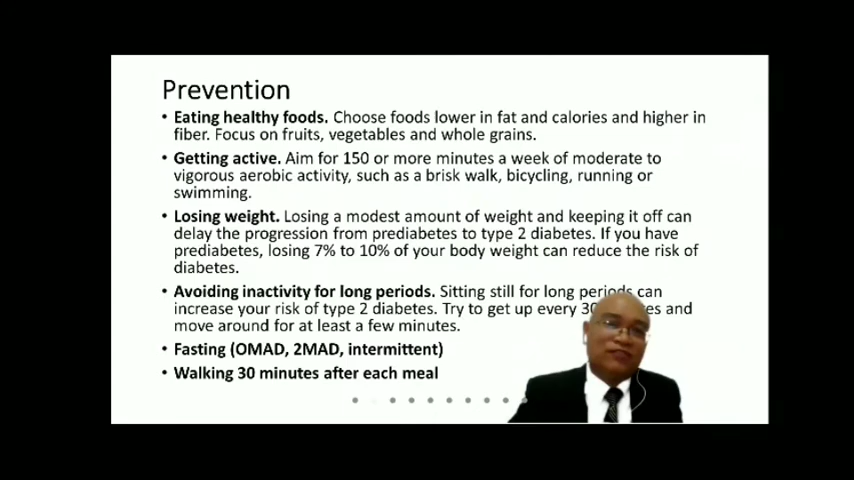 Prevention
• Eating healthy foods. Choose foods lower in fat and calories and higher in
fiber. Focus on fruits, vegetables and whole grains.
• Getting active. Aim for 150 or more minutes a week of moderate to
vigorous aerobic activity, such as a brisk walk, bicycling, running or
swimming.
• Losing weight. Losing a modest amount of weight and keeping it off can
delay the progression from prediabetes to type 2 diabetes. If you have
prediabetes, losing 7% to 10% of your body weight can reduce the risk of
diabetes.
• Avoiding inactivity for long periods. Sitting still for long periods can
increase your risk of type 2 diabetes. Try to get up every and
move around for at least a few minutes.
• Fasting (OMAD, 2MAD, intermittent)
• Walking 30 minutes after each meal